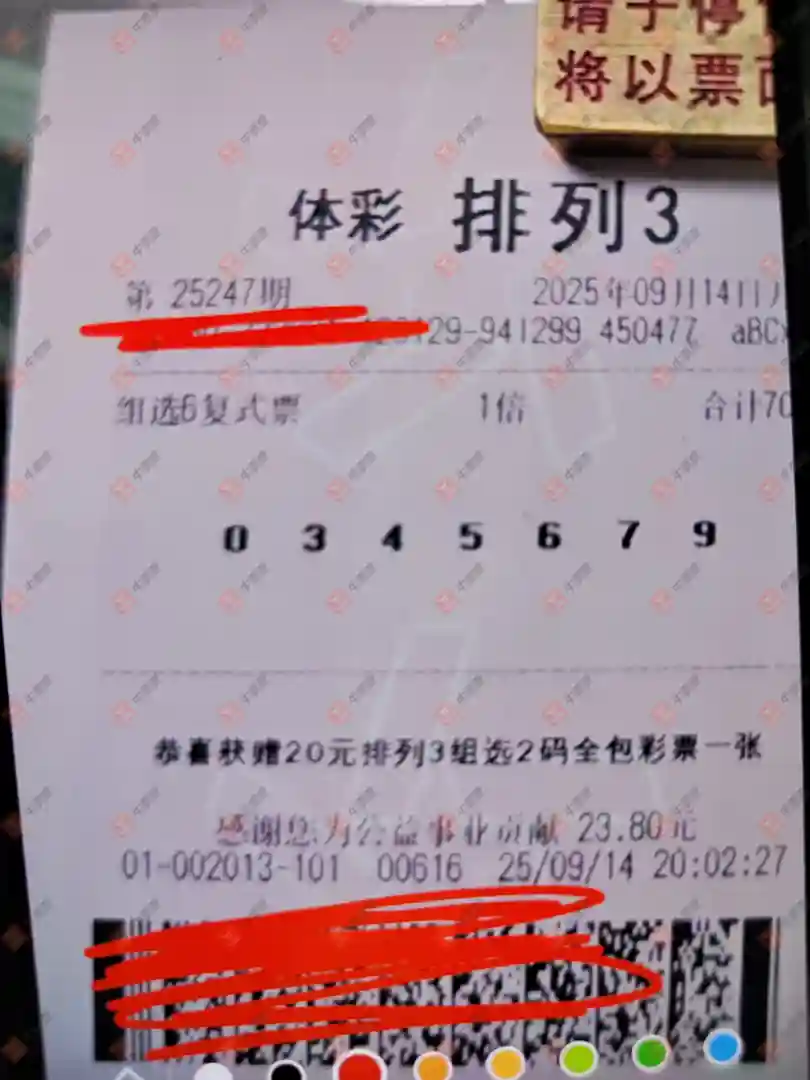 请于停
将以票面
体彩 排列3
第 25247期 2025年09月14日
29-941299 450477 aBC
组选6复式票 1倍 合计70
0 3 4 5 6 7 9
恭喜获赠20元排列3组选2码全包彩票一张
感谢您为公益事业贡献 23.80元
01-002013-101 00616 25/09/14 20:02:27